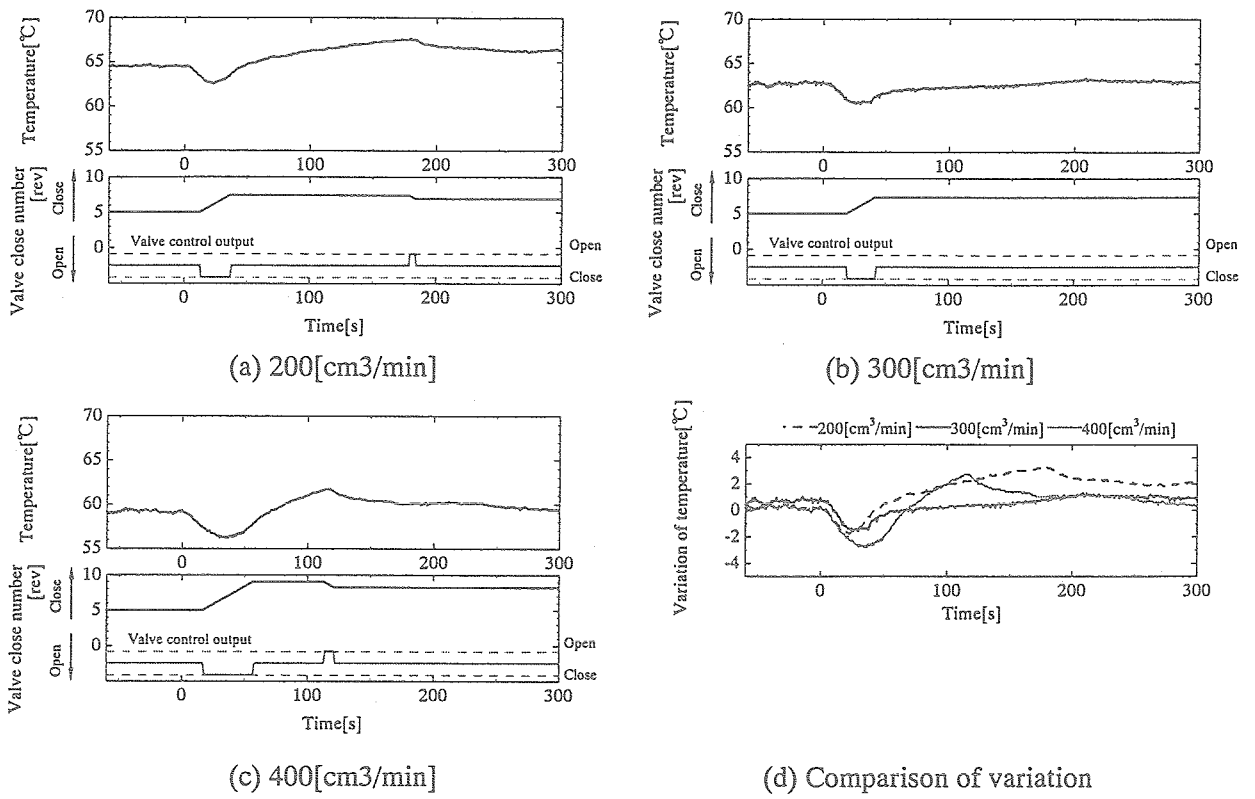 70
65
60
55
Temperature[℃]
0 100 200 300
10
5
0
Valve close number
[rev]
Close
Open
Valve control output
Open
Close
0 100 200 300
Time[s]
(a) 200[cm3/min]
70
65
60
55
Temperature[℃]
0 100 200 300
10
5
0
Valve close number
[rev]
Close
Open
Valve control output
Open
Close
0 100 200 300
Time[s]
(b) 300[cm3/min]
70
65
60
55
Temperature[℃]
0 100 200 300
10
5
0
Valve close number
[rev]
Close
Open
Valve control output
Open
Close
0 100 200 300
Time[s]
(c) 400[cm3/min]
200[cm³/min] 300[cm³/min] 400[cm³/min]
4
2
0
-2
-4
Variation of temperature[℃]
0 100 200 300
Time[s]
(d) Comparison of variation